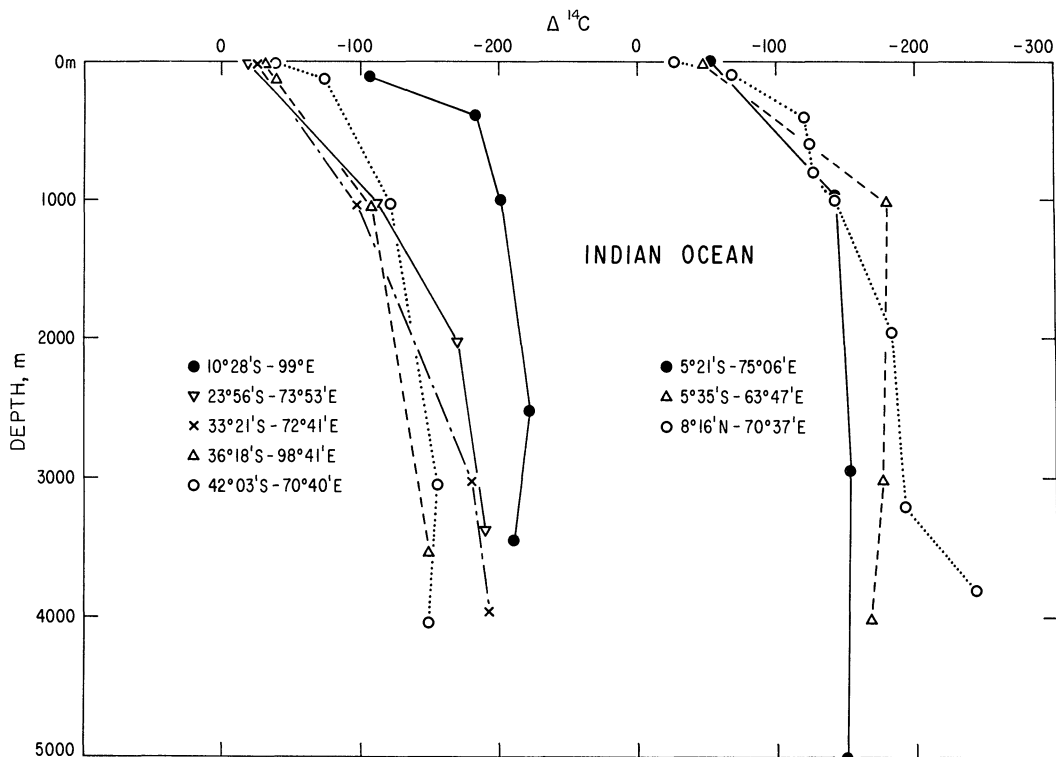 Δ ¹⁴C
0 -100 -200 0 -100 -200 -300
0m
1000
2000
3000
4000
5000
DEPTH, m
INDIAN OCEAN
10°28'S – 99°E
23°56'S – 73°53'E
33°21'S – 72°41'E
36°18'S – 98°41'E
42°03'S – 70°40'E
5°21'S – 75°06'E
5°35'S – 63°47'E
8°16'N – 70°37'E